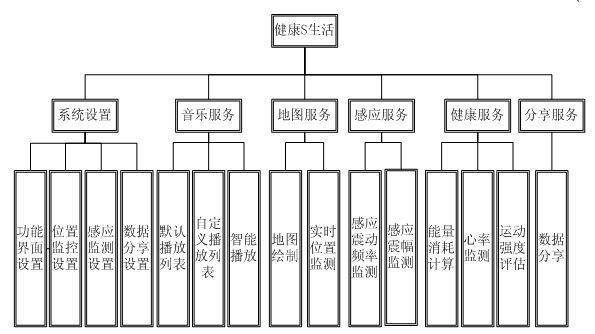 健康S生活
系统设置
音乐服务
地图服务
感应服务
健康服务
分享服务
功能
界面
设置
位置
监控
设置
感应
监测
设置
数据
分享
设置
默认
播放
列表
自定
义播
放列
表
智能
播放
地图
绘制
实时
位置
监测
感应
震动
频率
监测
感应
震幅
监测
能量
消耗
计算
心率
监测
运动
强度
评估
数据
分享